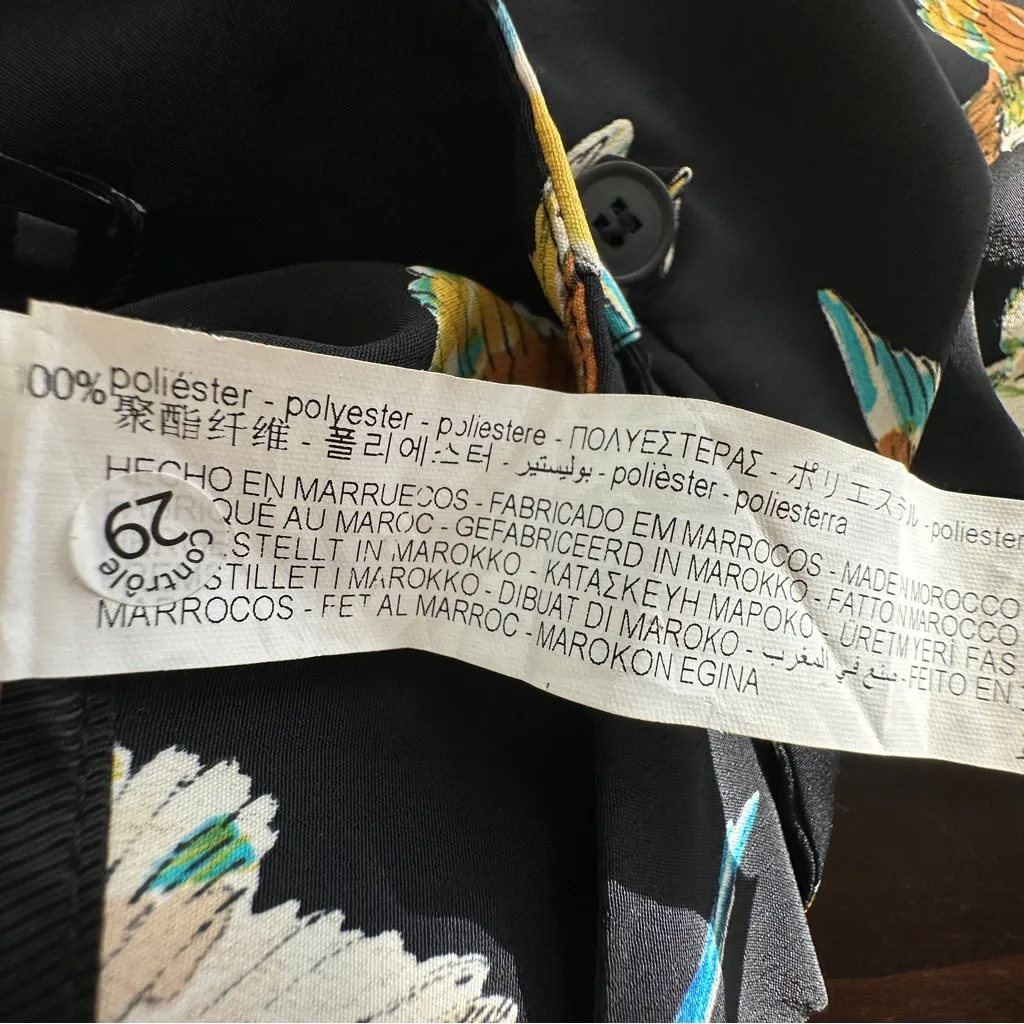 100% poliéster - polyester - poliestere - ΠΟΛΥΕΣΤΕΡΑΣ - ポリエステル - poliester
聚酯纤维 - 폴리에스터 - بوليستير - polièster - poliesterra
HECHO EN MARRUECOS - FABRICADO EM MARROCOS - MADE IN MOROCCO
QUÉ AU MAROC - GEFABRICEERD IN MAROKKO - FATTO IN MAROCCO
STELLT IN MAROKKO - ΚΑΤΑΣΚΕΥΗ ΜΑΡΟΚΟ - ÜRETIM YERİ FAS
STILLET I MAROKKO - DIBUAT DI MAROKO - صنع في المغرب - FEITO EN
MARROCOS - FET AL MARROC - MAROKON EGINA
29
contrôle